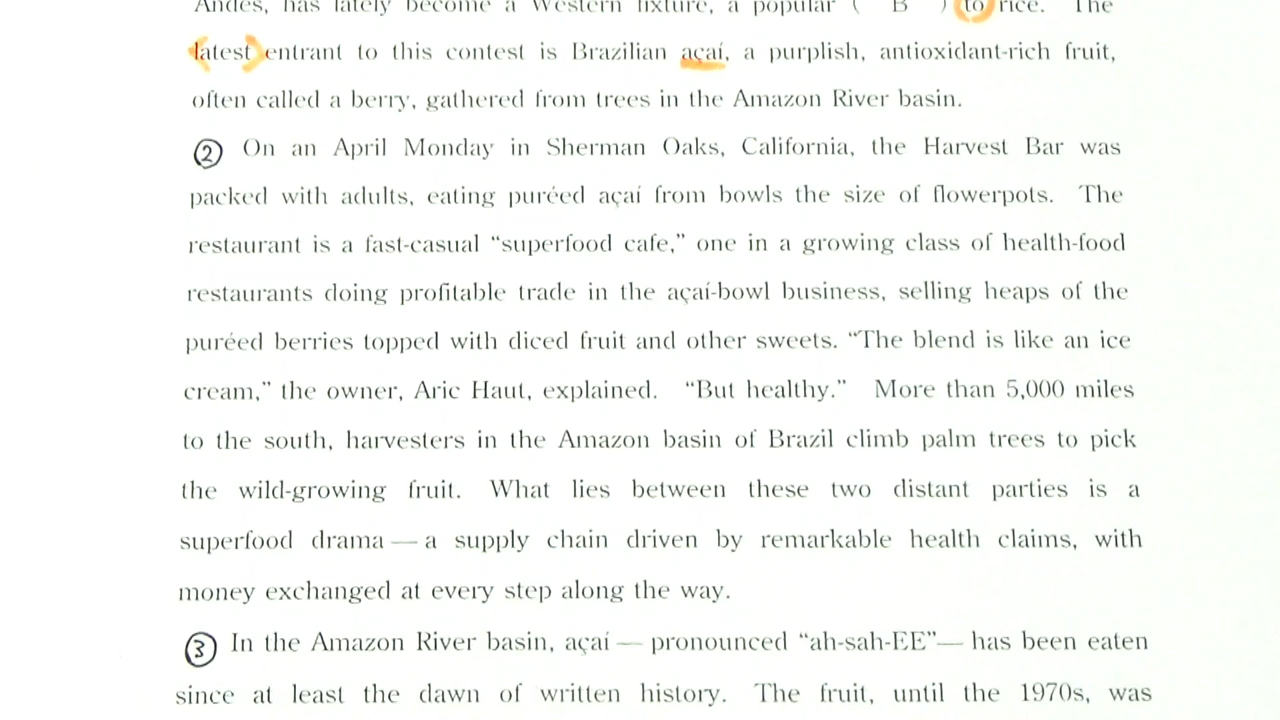 Andes, has lately become a Western fixture, a popular ( B ) to rice. The
latest entrant to this contest is Brazilian açaí, a purplish, antioxidant-rich fruit,
often called a berry, gathered from trees in the Amazon River basin.
② On an April Monday in Sherman Oaks, California, the Harvest Bar was
packed with adults, eating puréed açaí from bowls the size of flowerpots. The
restaurant is a fast-casual “superfood cafe,” one in a growing class of health-food
restaurants doing profitable trade in the açaí-bowl business, selling heaps of the
puréed berries topped with diced fruit and other sweets. “The blend is like an ice
cream,” the owner, Aric Haut, explained. “But healthy.” More than 5,000 miles
to the south, harvesters in the Amazon basin of Brazil climb palm trees to pick
the wild-growing fruit. What lies between these two distant parties is a
superfood drama — a supply chain driven by remarkable health claims, with
money exchanged at every step along the way.
③ In the Amazon River basin, açaí — pronounced “ah-sah-EE”— has been eaten
since at least the dawn of written history. The fruit, until the 1970s, was